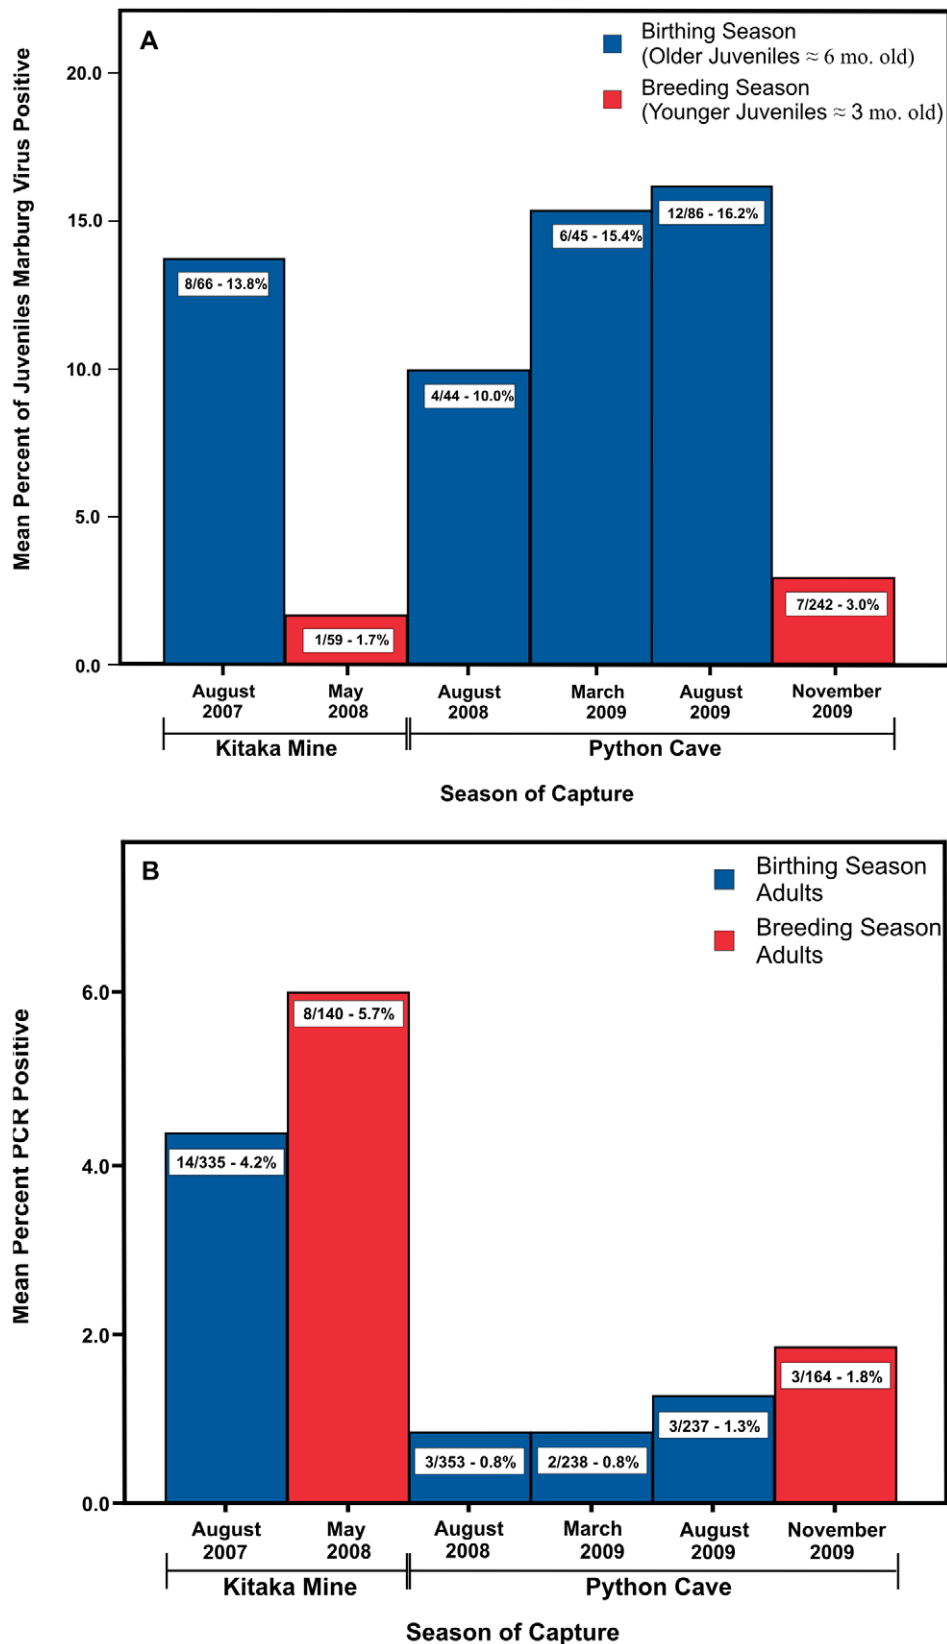 A
Birthing Season
(Older Juveniles ≈ 6 mo. old)
Breeding Season
(Younger Juveniles ≈ 3 mo. old)
Mean Percent of Juveniles Marburg Virus Positive
20.0
15.0
10.0
5.0
0.0
8/66 - 13.8%
1/59 - 1.7%
4/44 - 10.0%
6/45 - 15.4%
12/86 - 16.2%
7/242 - 3.0%
August May August March August November
2007 2008 2008 2009 2009 2009
Kitaka Mine Python Cave
Season of Capture
B
Birthing Season
Adults
Breeding Season
Adults
Mean Percent PCR Positive
6.0
4.0
2.0
0.0
14/335 - 4.2%
8/140 - 5.7%
3/353 - 0.8%
2/238 - 0.8%
3/237 - 1.3%
3/164 - 1.8%
August May August March August November
2007 2008 2008 2009 2009 2009
Kitaka Mine Python Cave
Season of Capture